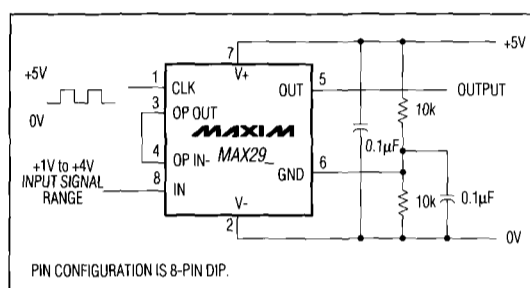 +5V
0V
+1V to +4V
INPUT SIGNAL
RANGE
1
CLK
3
OP OUT
4
OP IN-
8
IN
7
V+
MAXIM
MAX29_
V-
2
OUT
5
GND
6
0.1µF
10k
10k
0.1µF
+5V
OUTPUT
0V
PIN CONFIGURATION IS 8-PIN DIP.